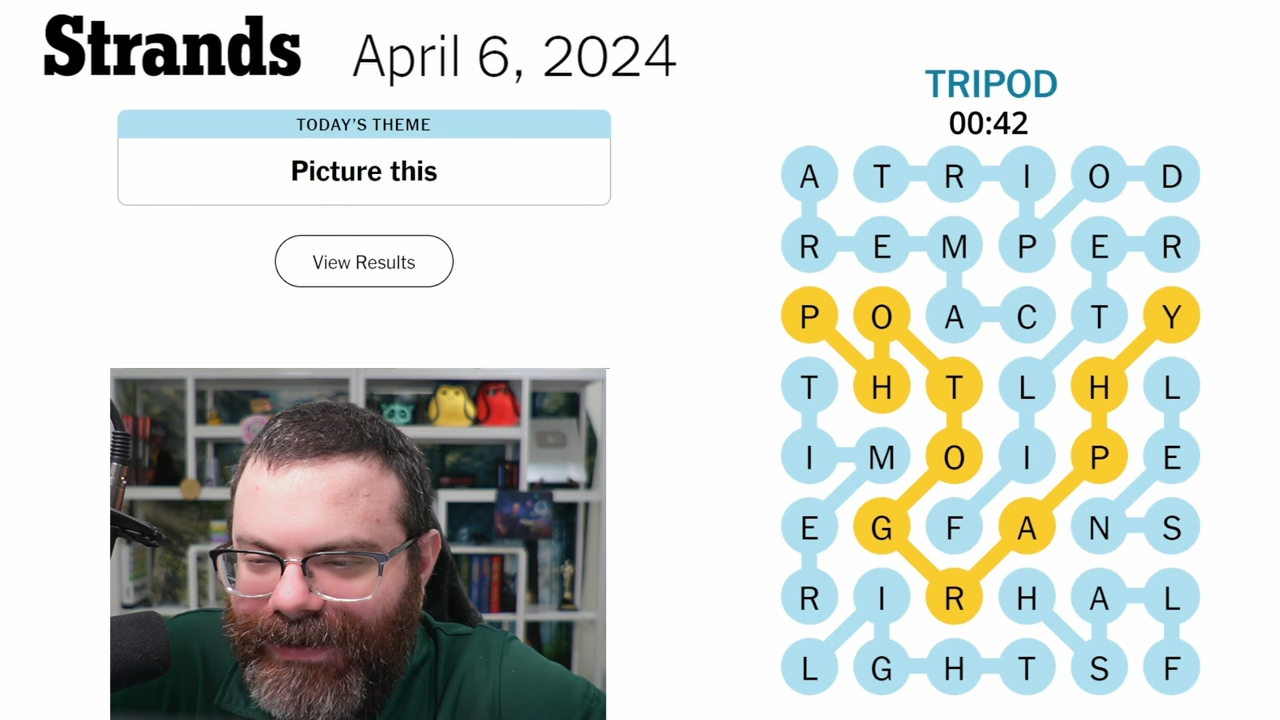 Strands April 6, 2024
TODAY'S THEME
Picture this
View Results
TRIPOD
00:42
A T R I O D
R E M P E R
P O A C T Y
T H T L H L
I M O I P E
E G F A N S
R I R H A L
L G H T S F